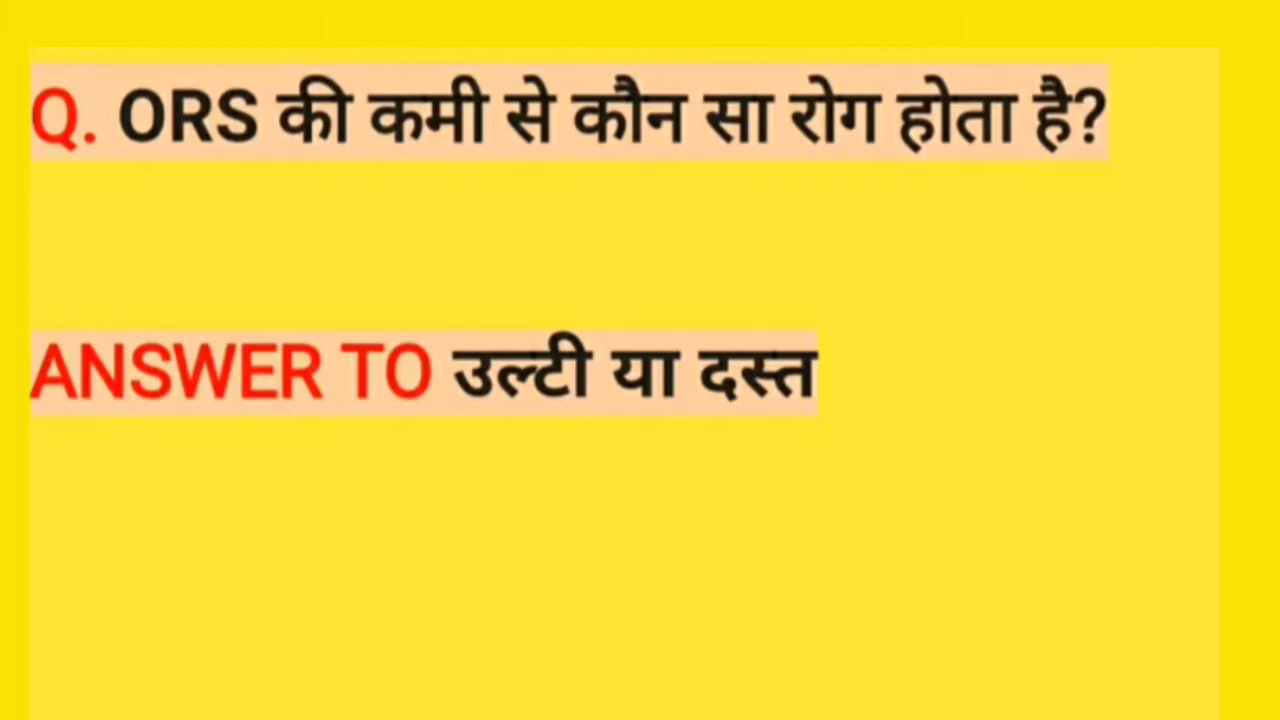 Q. ORS की कमी से कौन सा रोग होता है?
ANSWER TO उल्टी या दस्त